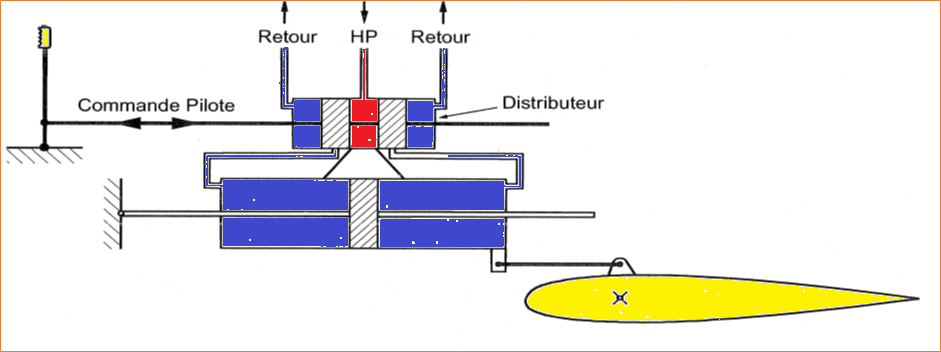 Retour HP Retour
Commande Pilote
Distributeur